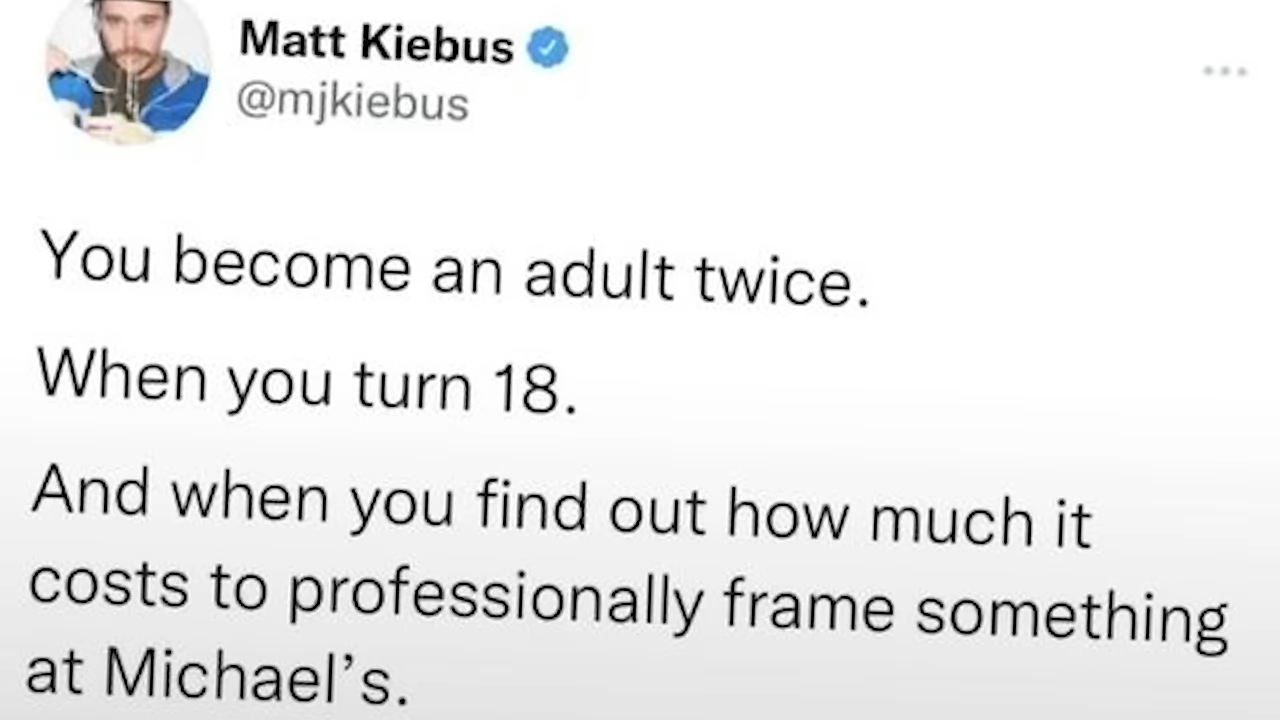 Matt Kiebus
@mjkiebus
You become an adult twice.
When you turn 18.
And when you find out how much it
costs to professionally frame something
at Michael’s.